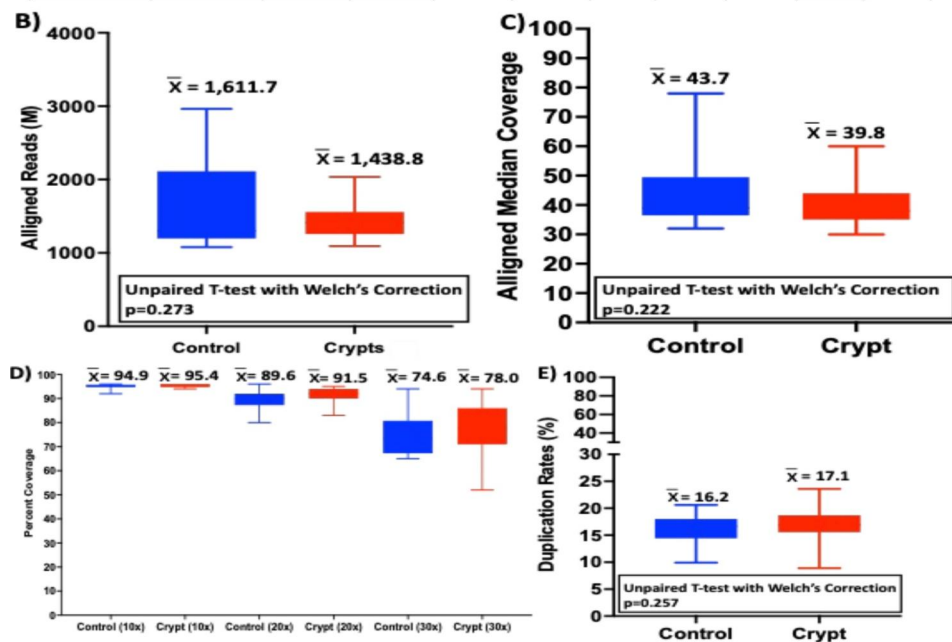 B)
4000
3000
2000
1000
0
Alligned Reads (M)
X = 1,611.7
X = 1,438.8
Unpaired T-test with Welch's Correction
p=0.273
Control Crypts
C)
100
90
80
70
60
50
40
30
20
10
0
Alligned Median Coverage
X = 43.7
X = 39.8
Unpaired T-test with Welch's Correction
p=0.222
Control Crypt
D)
100
90
80
70
60
50
40
30
20
10
0
Percent Coverage
X= 94.9 X= 95.4 X= 89.6 X= 91.5 X= 74.6 X= 78.0
Control (10x) Crypt (10x) Control (20x) Crypt (20x) Control (30x) Crypt (30x)
E)
100
80
60
40
30
25
20
15
10
5
0
Duplication Rates (%)
X = 16.2
X = 17.1
Unpaired T-test with Welch's Correction
p=0.257
Control Crypt